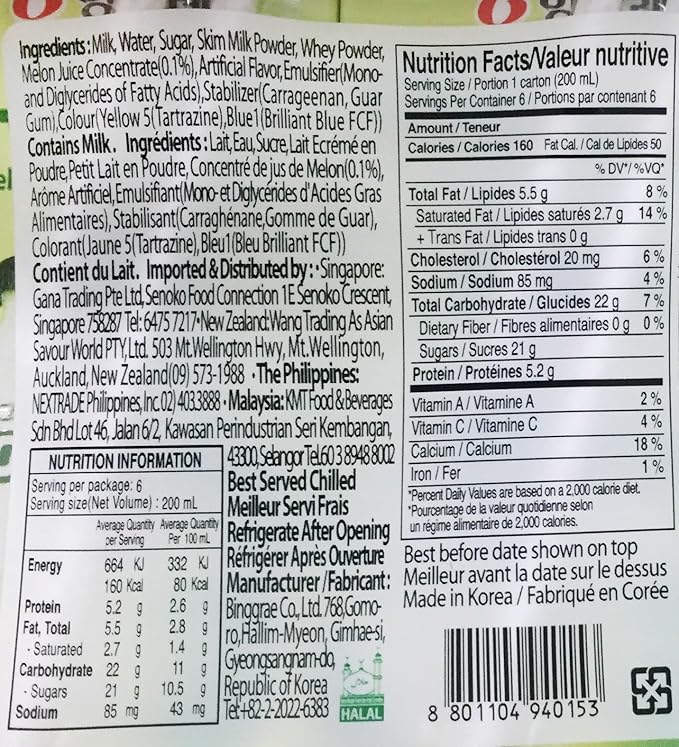 Ingredients: Milk, Water, Sugar, Skim Milk Powder, Whey Powder,
Melon Juice Concentrate(0.1%), Artificial Flavor, Emulsifier(Mono-
and Diglycerides of Fatty Acids), Stabilizer(Carrageenan, Guar
Gum), Colour(Yellow 5(Tartrazine), Blue1(Brilliant Blue FCF))
Contains Milk. Ingrédients: Lait, Eau, Sucre, Lait Ecrémé en
Poudre, Petit Lait en Poudre, Concentré de jus de Melon(0.1%),
Arôme Artificiel, Emulsifiant(Mono- et Diglycérides d'Acides Gras
Alimentaires), Stabilisant(Carraghénane, Gomme de Guar),
Colorant(Jaune 5(Tartrazine), Bleu1(Bleu Brilliant FCF))
Contient du Lait. Imported & Distributed by: •Singapore:
Gana Trading Pte Ltd, Senoko Food Connection 1E Senoko Crescent,
Singapore 758287 Tel: 6475 7217 •New Zealand: Wang Trading As Asian
Savour World PTY, Ltd. 503 Mt.Wellington Hwy, Mt. Wellington,
Auckland, New Zealand(09) 573-1988 •The Philippines:
NEXTRADE Philippines, Inc. 02) 403.3888 •Malaysia: KMT Food & Beverages
Sdn Bhd Lot 46, Jalan 6/2, Kawasan Perindustrian Seri Kembangan,
43300, Selangor Tel.603 8948 8002
Best Served Chilled
Meilleur Servi Frais
Refrigerate After Opening
Réfrigérer Après Ouverture
Manufacturer/Fabricant:
Binggrae Co., Ltd. 768, Gomo-
ro, Hallim-Myeon, Gimhae-si,
Gyeongsangnam-do,
Republic of Korea
Tel:+82-2-2022-6383
HALAL
NUTRITION INFORMATION
Serving per package: 6
Serving size(Net Volume) : 200 mL
Average Quantity per Serving Average Quantity Per 100 mL
Energy 664 KJ 332 KJ
160 Kcal 80 Kcal
Protein 5.2 g 2.6 g
Fat, Total 5.5 g 2.8 g
- Saturated 2.7 g 1.4 g
Carbohydrate 22 g 11 g
- Sugars 21 g 10.5 g
Sodium 85 mg 43 mg
Nutrition Facts/Valeur nutritive
Serving Size / Portion 1 carton (200 mL)
Servings Per Container 6 / Portions par contenant 6
Amount / Teneur
Calories / Calories 160 Fat Cal. / Cal de Lipides 50
% DV*/ %VQ*
Total Fat / Lipides 5.5 g 8 %
Saturated Fat / Lipides saturés 2.7 g 14 %
+ Trans Fat / Lipides trans 0 g
Cholesterol / Cholestérol 20 mg 6 %
Sodium / Sodium 85 mg 4 %
Total Carbohydrate / Glucides 22 g 7 %
Dietary Fiber / Fibres alimentaires 0 g 0 %
Sugars / Sucres 21 g
Protein / Protéines 5.2 g
Vitamin A / Vitamine A 2 %
Vitamin C / Vitamine C 4 %
Calcium / Calcium 18 %
Iron / Fer 1 %
*Percent Daily Values are based on a 2,000 calorie diet.
*Pourcentage de la valeur quotidienne selon
un régime alimentaire de 2,000 calories.
Best before date shown on top
Meilleur avant la date sur le dessus
Made in Korea / Fabriqué en Corée
8 801104 940153